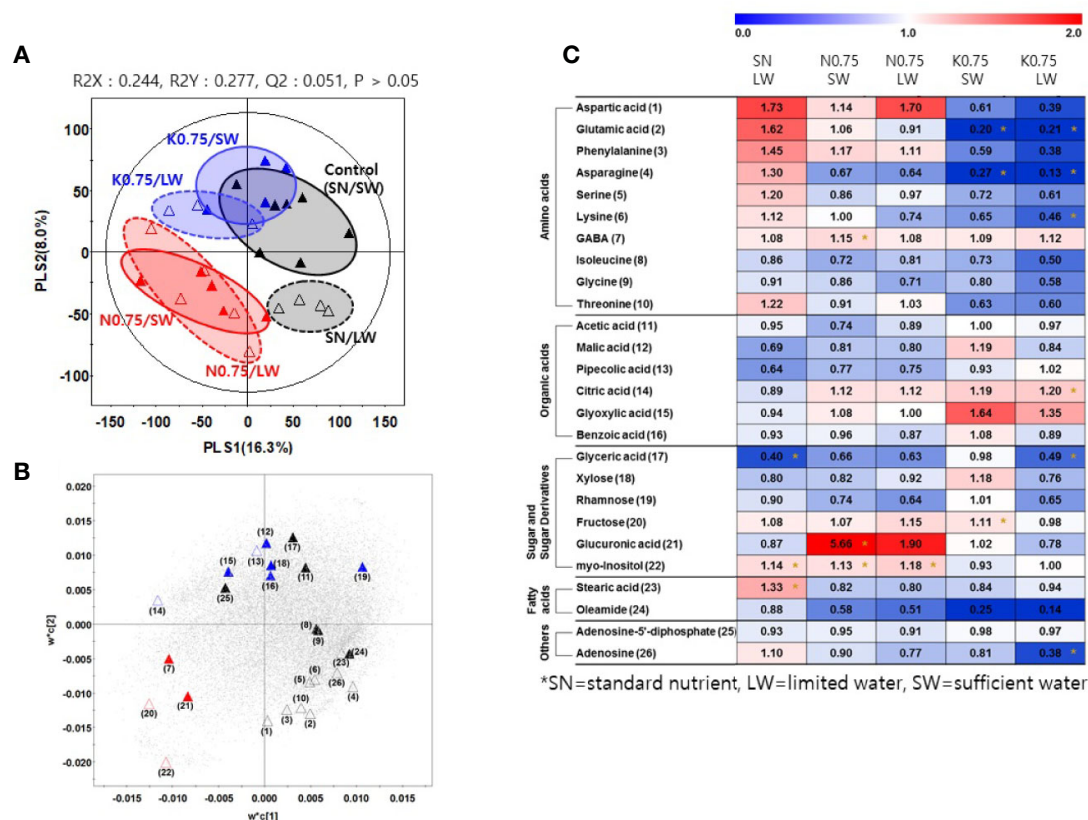 A
R2X : 0.244, R2Y : 0.277, Q2 : 0.051, P > 0.05
PLS2(8.0%)
100
50
0
-50
-100
K0.75/SW
K0.75/LW
Control
(SN/SW)
N0.75/SW
SN/LW
N0.75/LW
-150 -100 -50 0 50 100 150
PLS1(16.3%)
B
w*c[2]
0.020
0.015
0.010
0.005
0.000
-0.005
-0.010
-0.015
-0.020
(12)
(17)
(13)
(18)
(11)
(15)
(16)
(19)
(25)
(14)
(8)
(9)
(7)
(24)
(23)
(6)
(5)
(26)
(4)
(21)
(20)
(10)
(3)
(2)
(1)
(22)
-0.015 -0.010 -0.005 0.000 0.005 0.010 0.015
w*c[1]
C
0.0 1.0 2.0
SN LW N0.75 SW N0.75 LW K0.75 SW K0.75 LW
Amino acids
Aspartic acid (1) 1.73 1.14 1.70 0.61 0.39
Glutamic acid (2) 1.62 1.06 0.91 0.20 * 0.21 *
Phenylalanine (3) 1.45 1.17 1.11 0.59 0.38
Asparagine (4) 1.30 0.67 0.64 0.27 * 0.13 *
Serine (5) 1.20 0.86 0.97 0.72 0.61
Lysine (6) 1.12 1.00 0.74 0.65 0.46 *
GABA (7) 1.08 1.15 * 1.08 1.09 1.12
Isoleucine (8) 0.86 0.72 0.81 0.73 0.50
Glycine (9) 0.91 0.86 0.71 0.80 0.58
Threonine (10) 1.22 0.91 1.03 0.63 0.60
Organic acids
Acetic acid (11) 0.95 0.74 0.89 1.00 0.97
Malic acid (12) 0.69 0.81 0.80 1.19 0.84
Pipecolic acid (13) 0.64 0.77 0.75 0.93 1.02
Citric acid (14) 0.89 1.12 1.12 1.19 1.20 *
Glyoxylic acid (15) 0.94 1.08 1.00 1.64 1.35
Benzoic acid (16) 0.93 0.96 0.87 1.08 0.89
Sugar and
Sugar Derivatives
Glyceric acid (17) 0.40 * 0.66 0.63 0.98 0.49 *
Xylose (18) 0.80 0.82 0.92 1.18 0.76
Rhamnose (19) 0.90 0.74 0.64 1.01 0.65
Fructose (20) 1.08 1.07 1.15 1.11 * 0.98
Glucuronic acid (21) 0.87 5.66 * 1.90 1.02 0.78
myo-Inositol (22) 1.14 * 1.13 * 1.18 * 0.93 1.00
Fatty
acids
Stearic acid (23) 1.33 * 0.82 0.80 0.84 0.94
Oleamide (24) 0.88 0.58 0.51 0.25 0.14
Others
Adenosine-5'-diphosphate (25) 0.93 0.95 0.91 0.98 0.97
Adenosine (26) 1.10 0.90 0.77 0.81 0.38 *
*SN=standard nutrient, LW=limited water, SW=sufficient water